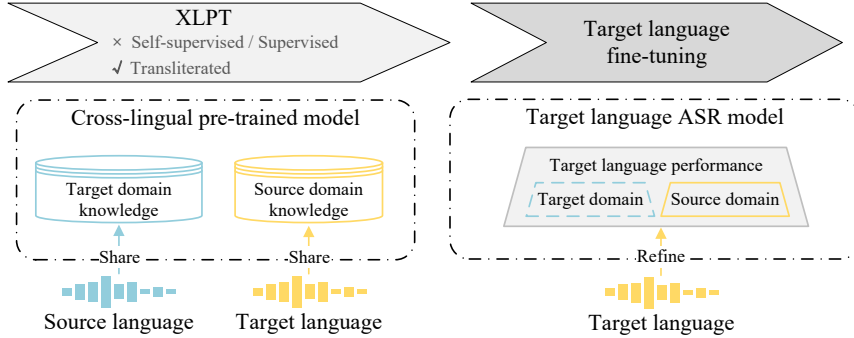 XLPT
× Self-supervised / Supervised
√ Transliterated
Target language
fine-tuning
Cross-lingual pre-trained model
Target domain
knowledge
Source domain
knowledge
Share
Share
Source language
Target language
Target language ASR model
Target language performance
Target domain
Source domain
Refine
Target language